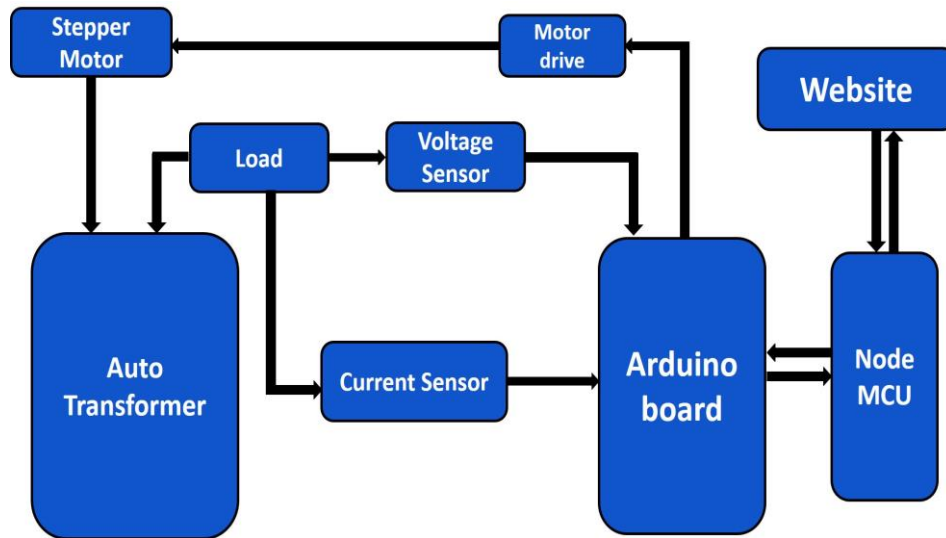 Stepper
Motor
Motor
drive
Website
Load
Voltage
Sensor
Auto
Transformer
Current Sensor
Arduino
board
Node
MCU